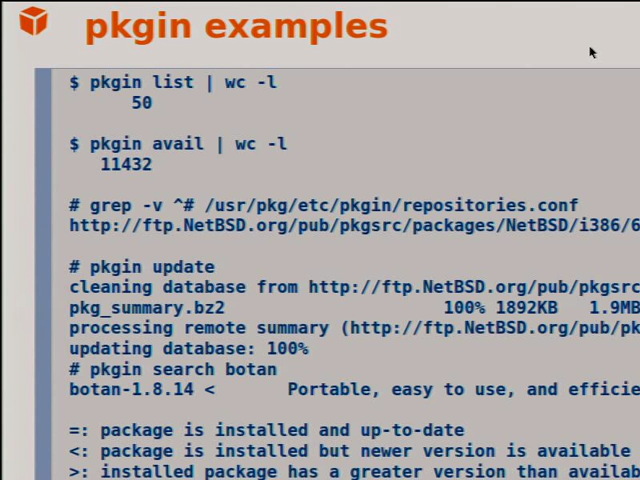 pkgin examples
$ pkgin list | wc -l
50
$ pkgin avail | wc -l
11432
# grep -v ^# /usr/pkg/etc/pkgin/repositories.conf
http://ftp.NetBSD.org/pub/pkgsrc/packages/NetBSD/i386/6
# pkgin update
cleaning database from http://ftp.NetBSD.org/pub/pkgsrc
pkg_summary.bz2 100% 1892KB 1.9MB
processing remote summary (http://ftp.NetBSD.org/pub/pk
updating database: 100%
# pkgin search botan
botan-1.8.14 < Portable, easy to use, and efficie
=: package is installed and up-to-date
<: package is installed but newer version is available
>: installed package has a greater version than availab